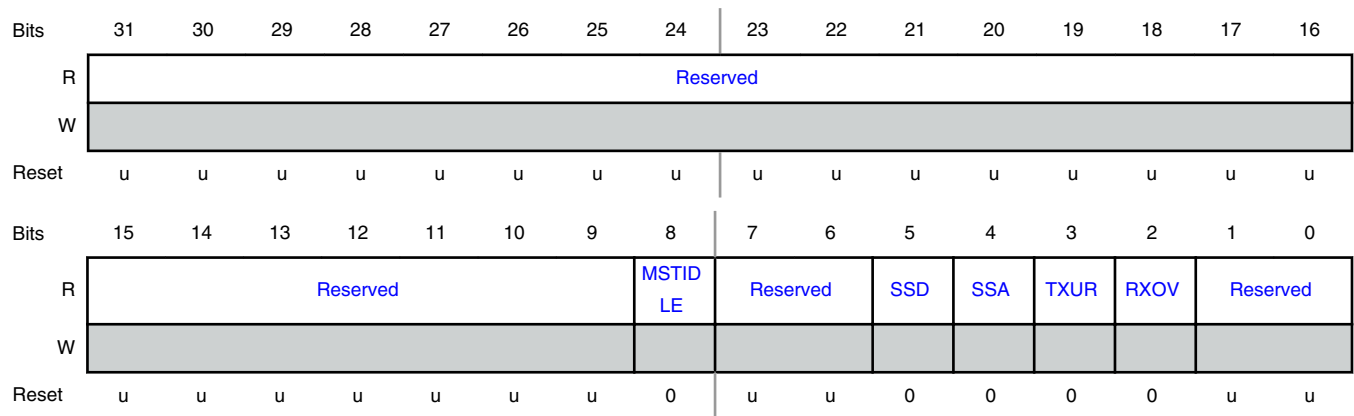 Bits 31 30 29 28 27 26 25 24 23 22 21 20 19 18 17 16
R Reserved
W
Reset u u u u u u u u u u u u u u u u
Bits 15 14 13 12 11 10 9 8 7 6 5 4 3 2 1 0
R Reserved MSTID LE Reserved SSD SSA TXUR RXOV Reserved
W
Reset u u u u u u u 0 u u 0 0 0 0 u u